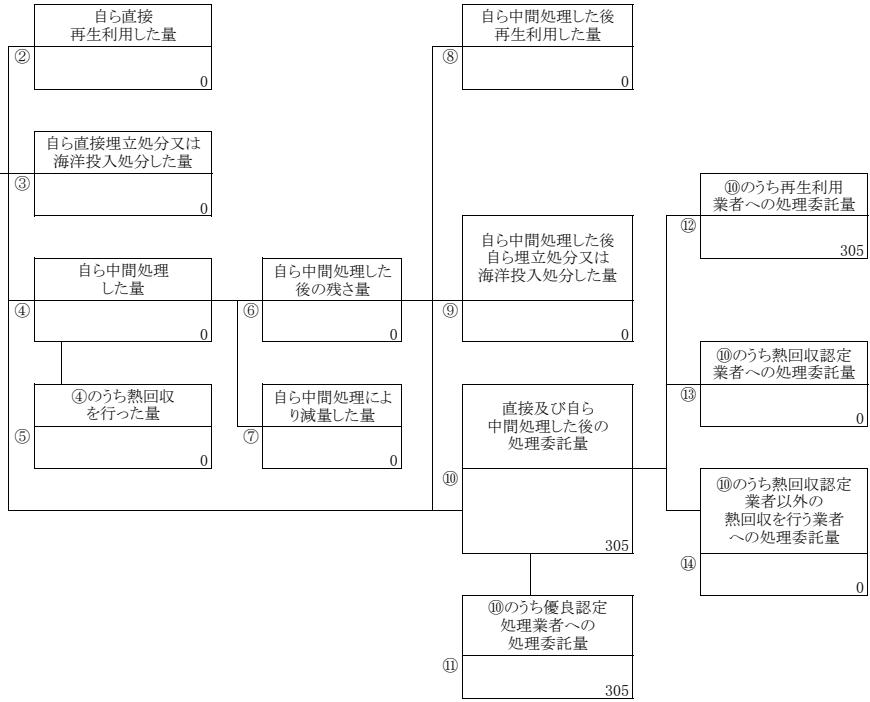 自ら直接
再生利用した量
②
0
自ら直接埋立処分又は
海洋投入処分した量
③
0
自ら中間処理
した量
④
0
④のうち熱回収
を行った量
⑤
0
自ら中間処理した
後の残さ量
⑥
0
自ら中間処理によ
り減量した量
⑦
0
自ら中間処理した後
再生利用した量
⑧
0
自ら中間処理した後
自ら埋立処分又は
海洋投入処分した量
⑨
0
直接及び自ら
中間処理した後の
処理委託量
⑩
305
⑩のうち優良認定
処理業者への
処理委託量
⑪
305
⑩のうち再生利用
業者への処理委託量
⑫
305
⑩のうち熱回収認定
業者への処理委託量
⑬
0
⑩のうち熱回収認定
業者以外の
熱回収を行う業者
への処理委託量
⑭
0